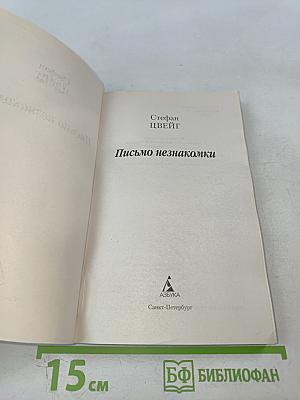 Стефан
ЦВЕЙГ
Письмо незнакомки
АЗБУКА
Санкт-Петербург
15 см
БФ БИБЛИОФАН